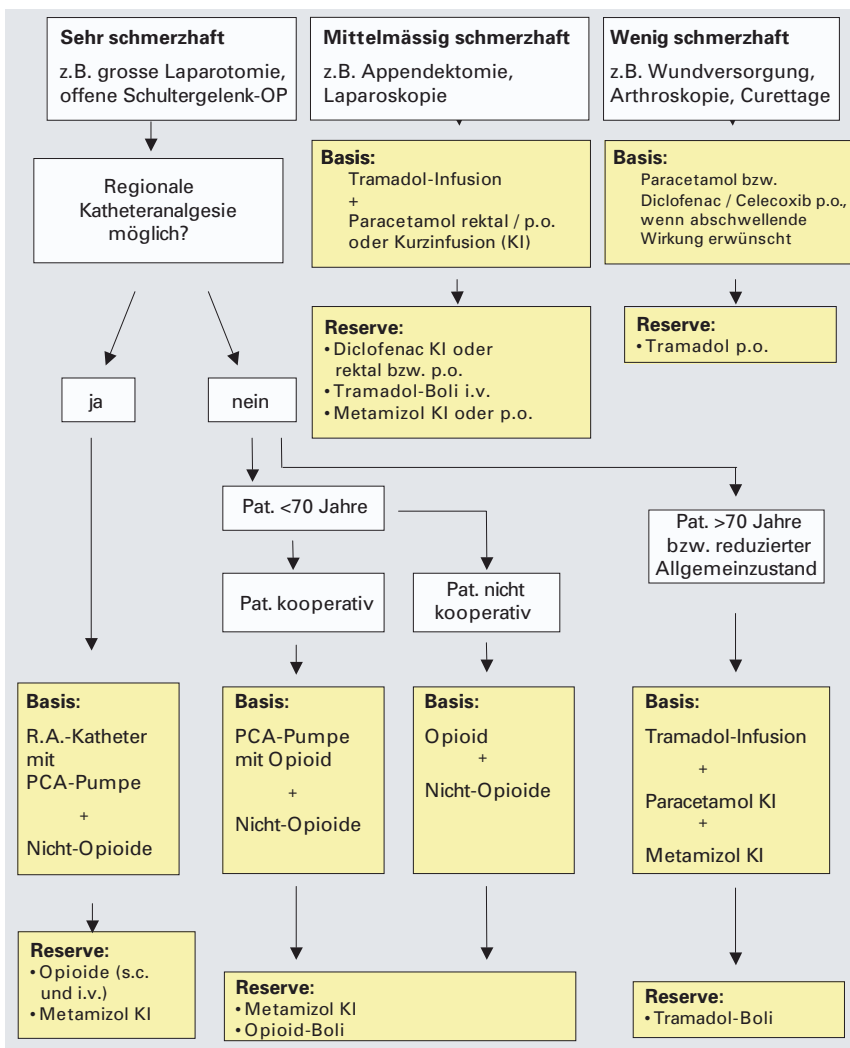 Sehr schmerzhaft
z.B. grosse Laparotomie,
offene Schultergelenk-OP
Mittelmässig schmerzhaft
z.B. Appendektomie,
Laparoskopie
Wenig schmerzhaft
z.B. Wundversorgung,
Arthroskopie, Curettage
Regionale
Katheteranalgesie
möglich?
Basis:
Tramadol-Infusion
+
Paracetamol rektal / p.o.
oder Kurzinfusion (KI)
Basis:
Paracetamol bzw.
Diclofenac / Celecoxib p.o.,
wenn abschwellende
Wirkung erwünscht
Reserve:
• Diclofenac KI oder
rektal bzw. p.o.
• Tramadol-Boli i.v.
• Metamizol KI oder p.o.
Reserve:
• Tramadol p.o.
ja
nein
Pat. <70 Jahre
Pat. >70 Jahre
bzw. reduzierter
Allgemeinzustand
Pat. kooperativ
Pat. nicht
kooperativ
Basis:
R.A.-Katheter
mit
PCA-Pumpe
+
Nicht-Opioide
Basis:
PCA-Pumpe
mit Opioid
+
Nicht-Opioide
Basis:
Opioid
+
Nicht-Opioide
Basis:
Tramadol-Infusion
+
Paracetamol KI
+
Metamizol KI
Reserve:
• Opioide (s.c.
und i.v.)
• Metamizol KI
Reserve:
• Metamizol KI
• Opioid-Boli
Reserve:
• Tramadol-Boli